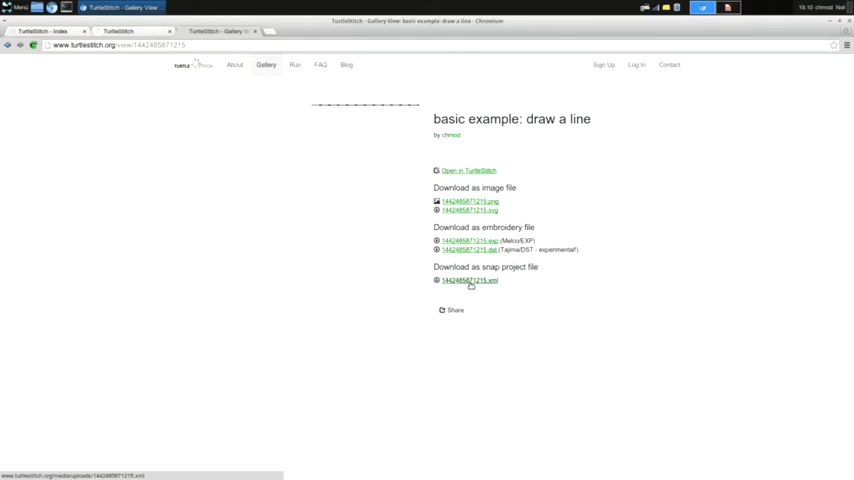 Menü
TurtleStitch - Gallery View...
19:10 chmod Net
TurtleStitch - Gallery View: basic example: draw a line - Chromium
TurtleStitch - Index
TurtleStitch
TurtleStitch - Gallery Vi
www.turtlestitch.org/view/1442485871215
TURTLE
About
Gallery
Run
FAQ
Blog
Sign Up
Log In
Contact
basic example: draw a line
by chmod
Open in TurtleStitch
Download as image file
1442485871215.png
1442485871215.svg
Download as embroidery file
1442485871215.exp (Melco/EXP)
1442485871215.dst (Tajima/DST - experimental!)
Download as snap project file
1442485871215.xml
Share
www.turtlestitch.org/media/uploads/1442485871215.xml